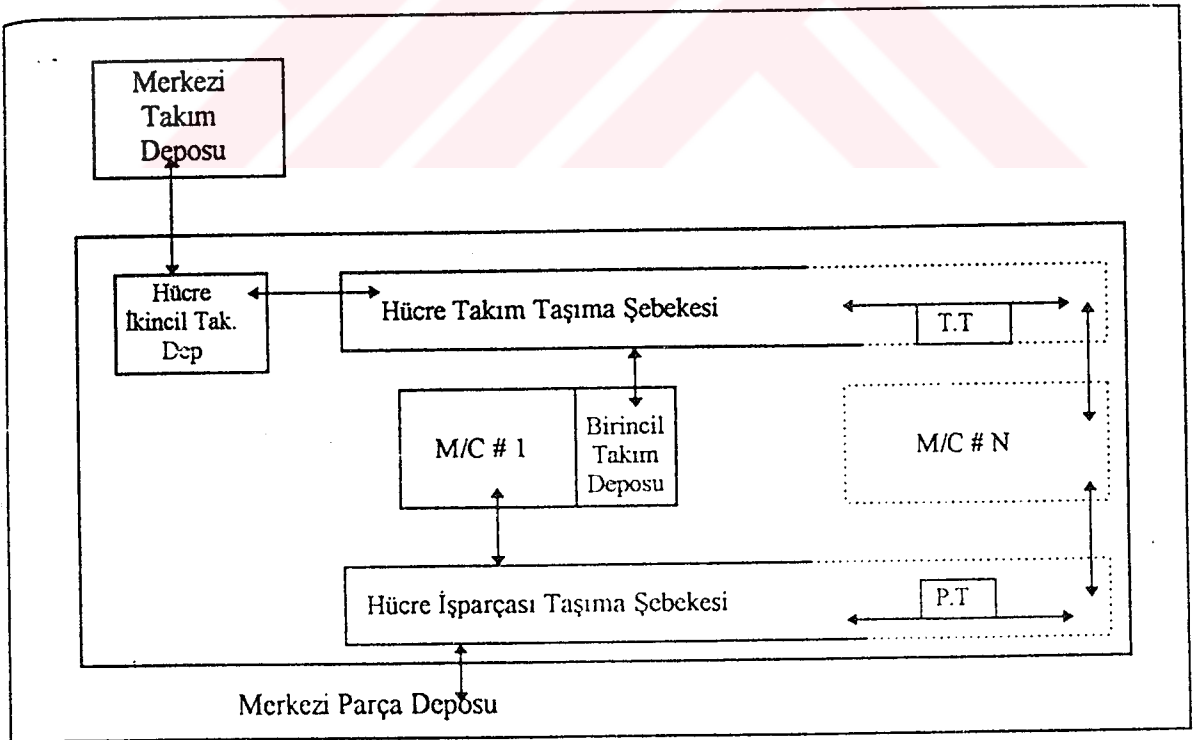 Merkezi
Takım
Deposu
Hücre
İkincil Tak.
Dep
Hücre Takım Taşıma Şebekesi
T.T
M/C # 1
Birincil
Takım
Deposu
M/C # N
Hücre İşparçası Taşıma Şebekesi
P.T
Merkezi Parça Deposu